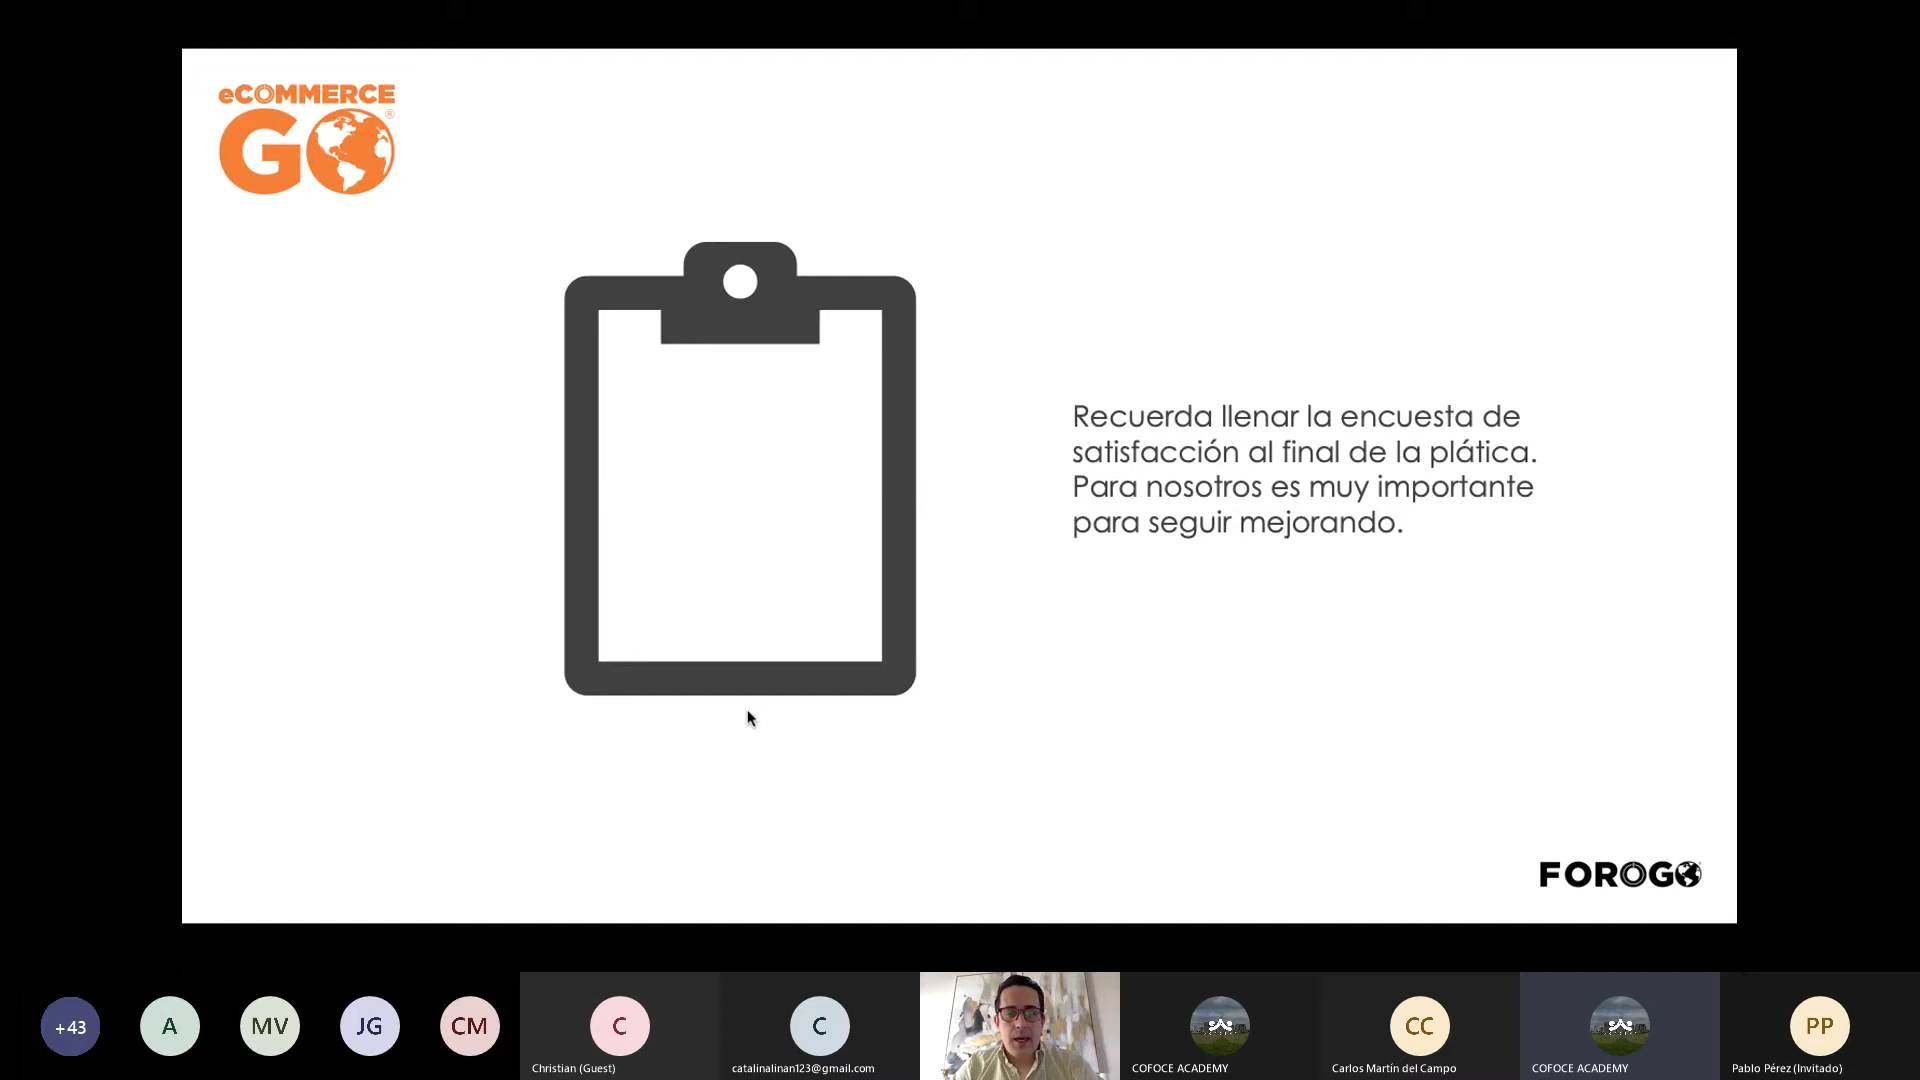 eCOMMERCE
GO®
Recuerda llenar la encuesta de
satisfacción al final de la plática.
Para nosotros es muy importante
para seguir mejorando.
FOROGO
+43
A
MV
JG
CM
C
C
CC
PP
Christian (Guest)
catalinalinan123@gmail.com
COFOCE ACADEMY
Carlos Martín del Campo
COFOCE ACADEMY
Pablo Pérez (Invitado)